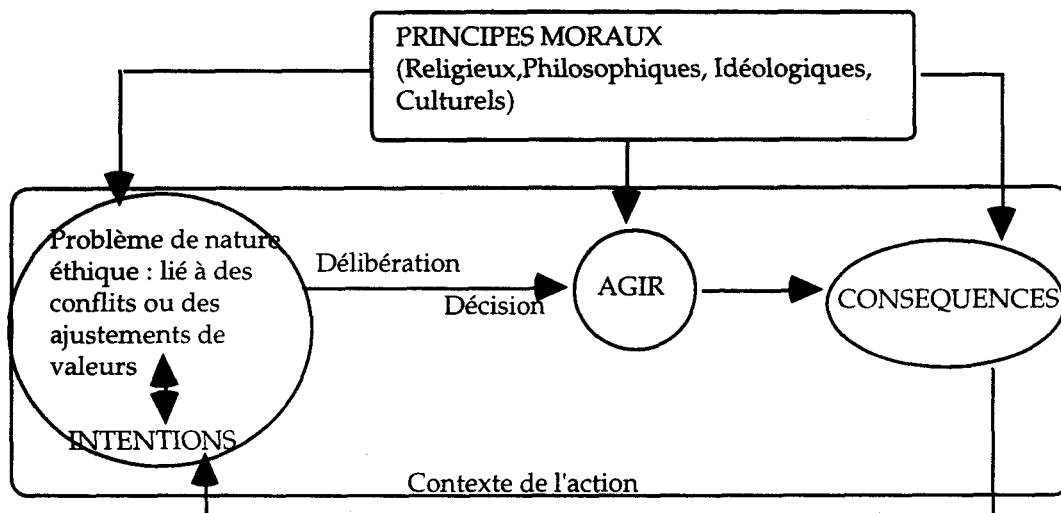 PRINCIPES MORAUX
(Religieux,Philosophiques, Idéologiques,
Culturels)
Problème de nature
éthique : lié à des
conflits ou des
ajustements de
valeurs
INTENTIONS
Délibération
Décision
AGIR
CONSEQUENCES
Contexte de l'action